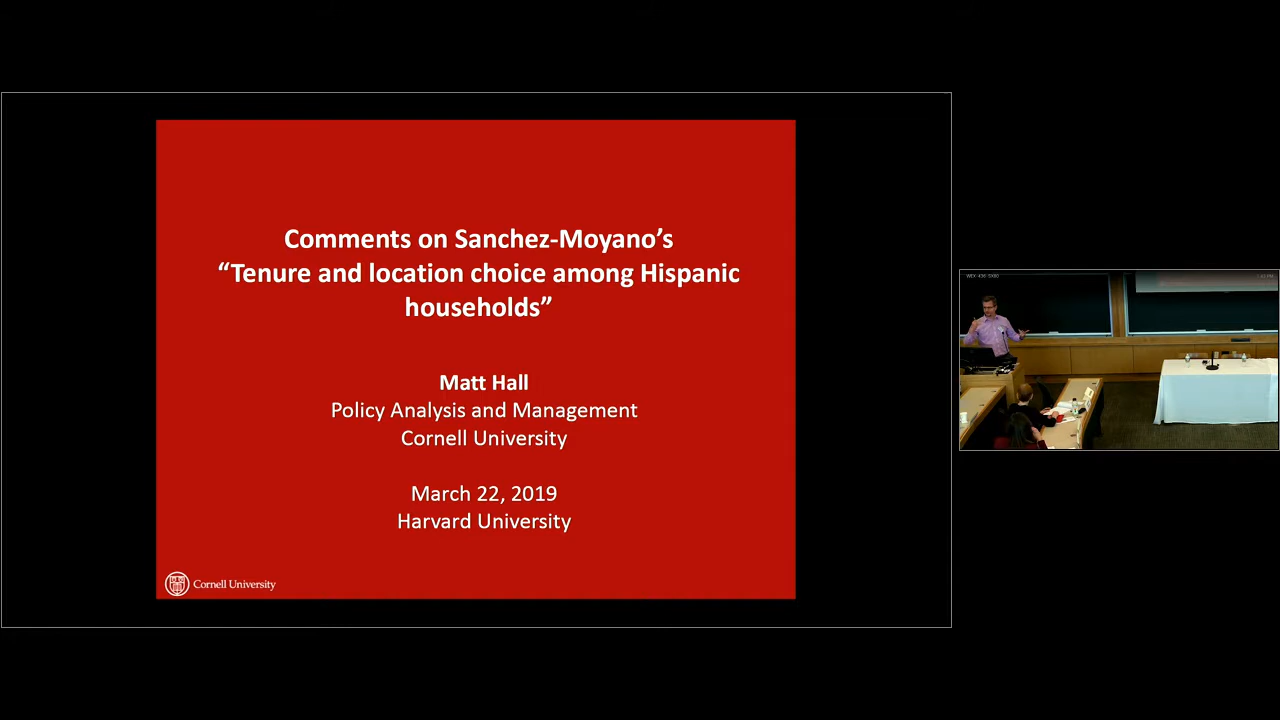 Comments on Sanchez-Moyano’s
“Tenure and location choice among Hispanic
households”
Matt Hall
Policy Analysis and Management
Cornell University
March 22, 2019
Harvard University
Cornell University